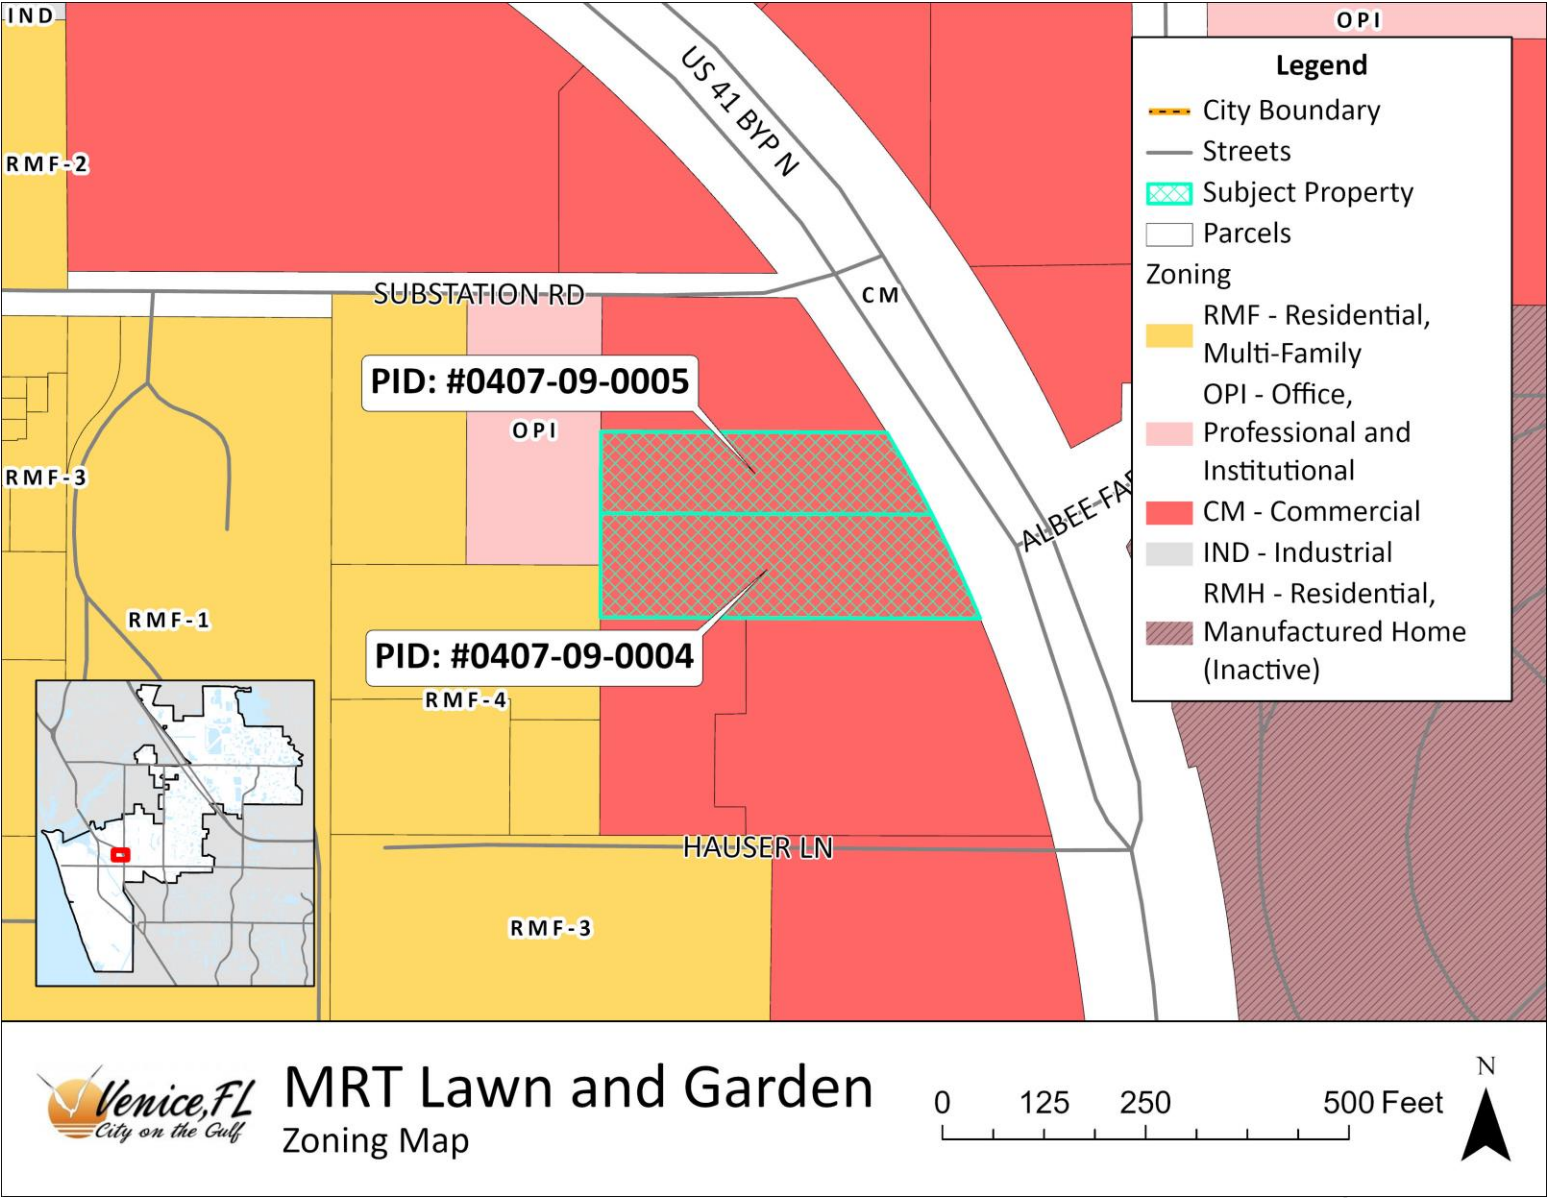 IND
OPI
US 41 BYP N
RMF-2
Legend
City Boundary
Streets
Subject Property
Parcels
Zoning
RMF - Residential,
Multi-Family
OPI - Office,
Professional and
Institutional
CM - Commercial
IND - Industrial
RMH - Residential,
Manufactured Home
(Inactive)
SUBSTATION RD
CM
PID: #0407-09-0005
OPI
RMF-3
ALBEE FA
RMF-1
PID: #0407-09-0004
RMF-4
HAUSER LN
RMF-3
Venice, FL
City on the Gulf
MRT Lawn and Garden
Zoning Map
0 125 250 500 Feet
N